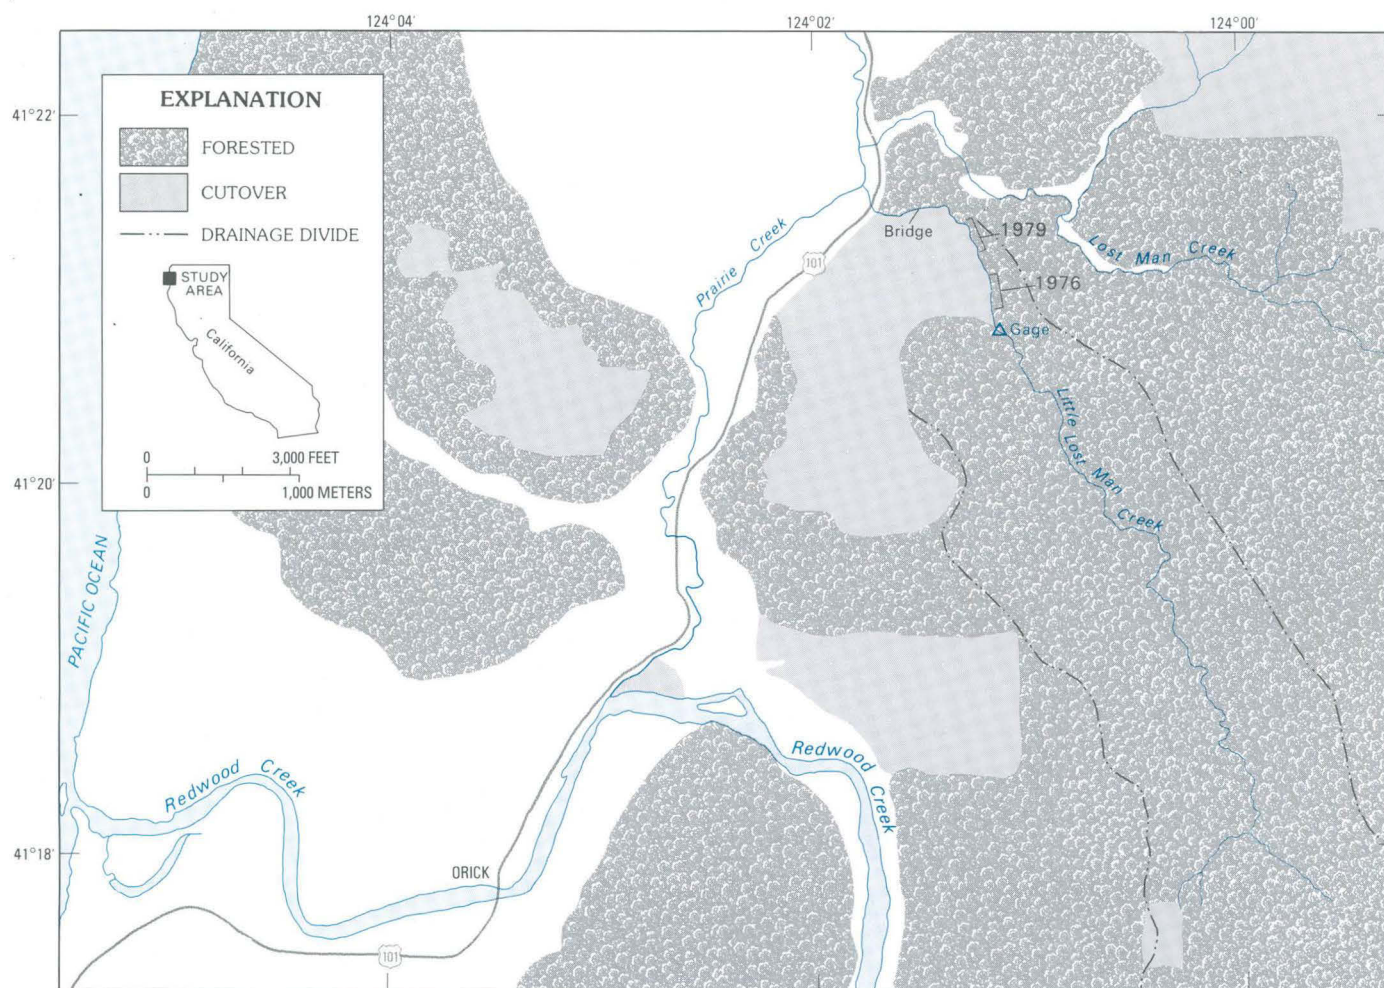 124°04'
124°02'
124°00'
41°22'
41°20'
41°18'
EXPLANATION
FORESTED
CUTOVER
DRAINAGE DIVIDE
STUDY
AREA
California
0
3,000 FEET
0
1,000 METERS
PACIFIC OCEAN
Prairie Creek
101
Bridge
1979
1976
Gage
Lost Man Creek
Little Lost Man Creek
Redwood Creek
Redwood Creek
ORICK
101